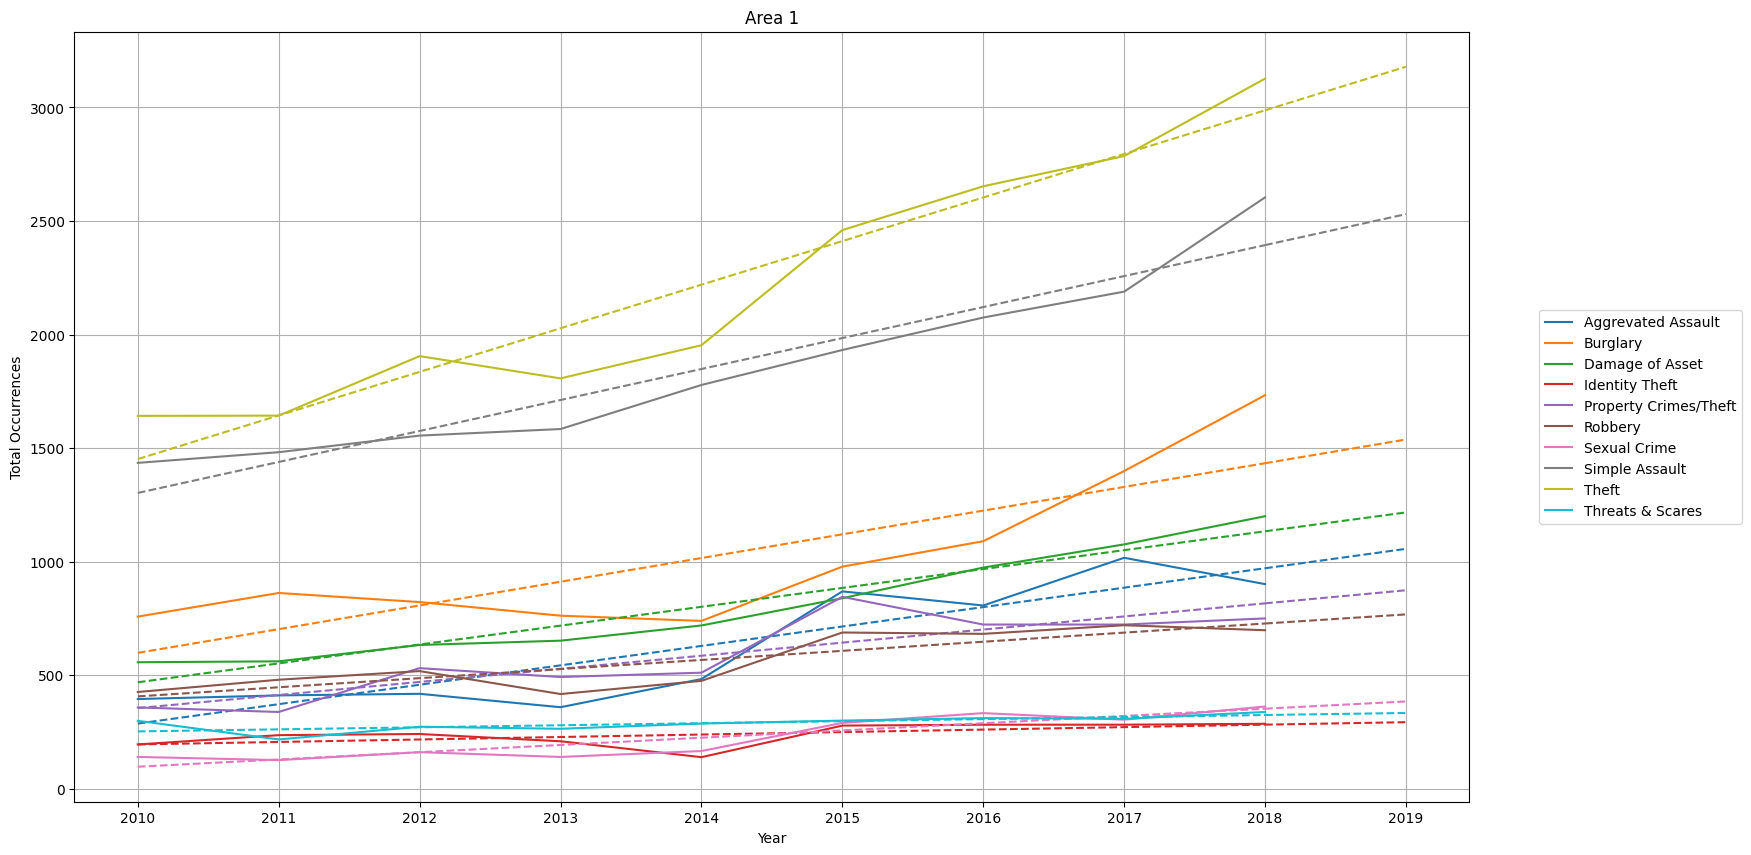 Area 1
3000
2500
2000
1500
1000
500
0
Total Occurrences
2010 2011 2012 2013 2014 2015 2016 2017 2018 2019
Year
Aggrevated Assault
Burglary
Damage of Asset
Identity Theft
Property Crimes/Theft
Robbery
Sexual Crime
Simple Assault
Theft
Threats & Scares